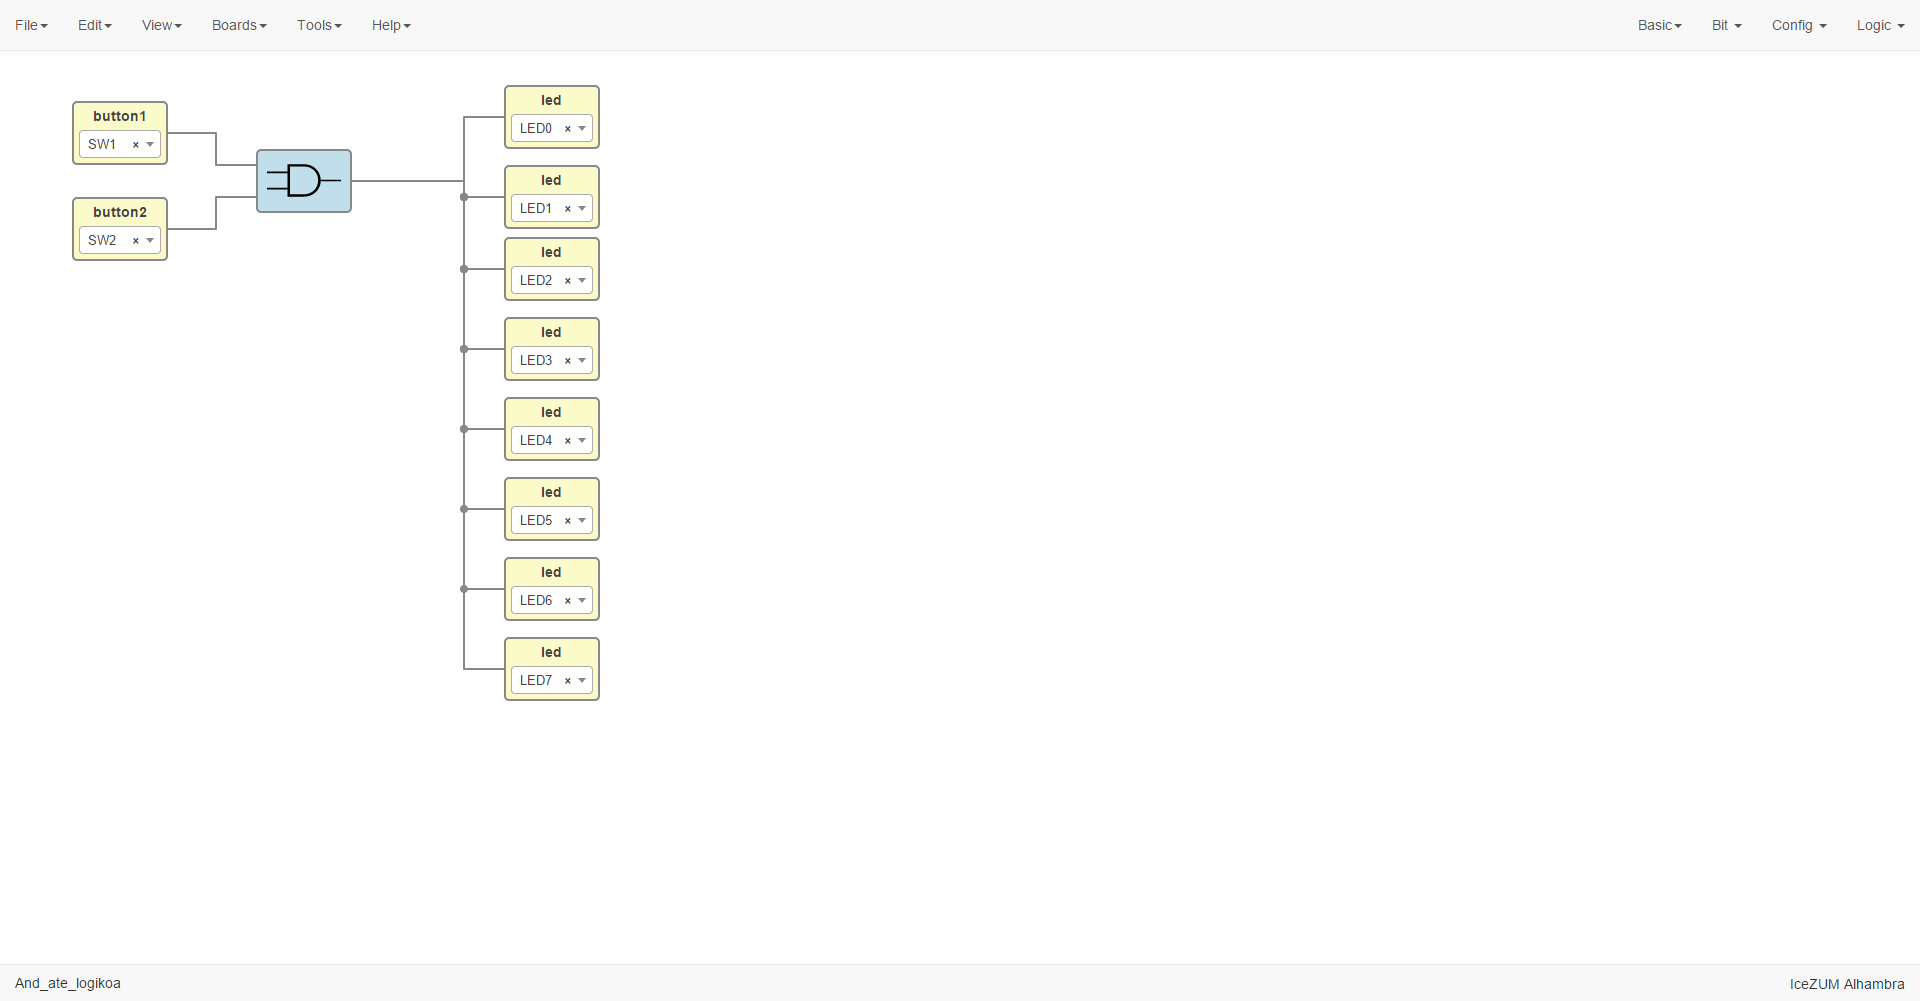 File Edit View Boards Tools Help Basic Bit Config Logic
button1
SW1 ×
button2
SW2 ×
led
LED0 ×
led
LED1 ×
led
LED2 ×
led
LED3 ×
led
LED4 ×
led
LED5 ×
led
LED6 ×
led
LED7 ×
And_ate_logikoa IceZUM Alhambra